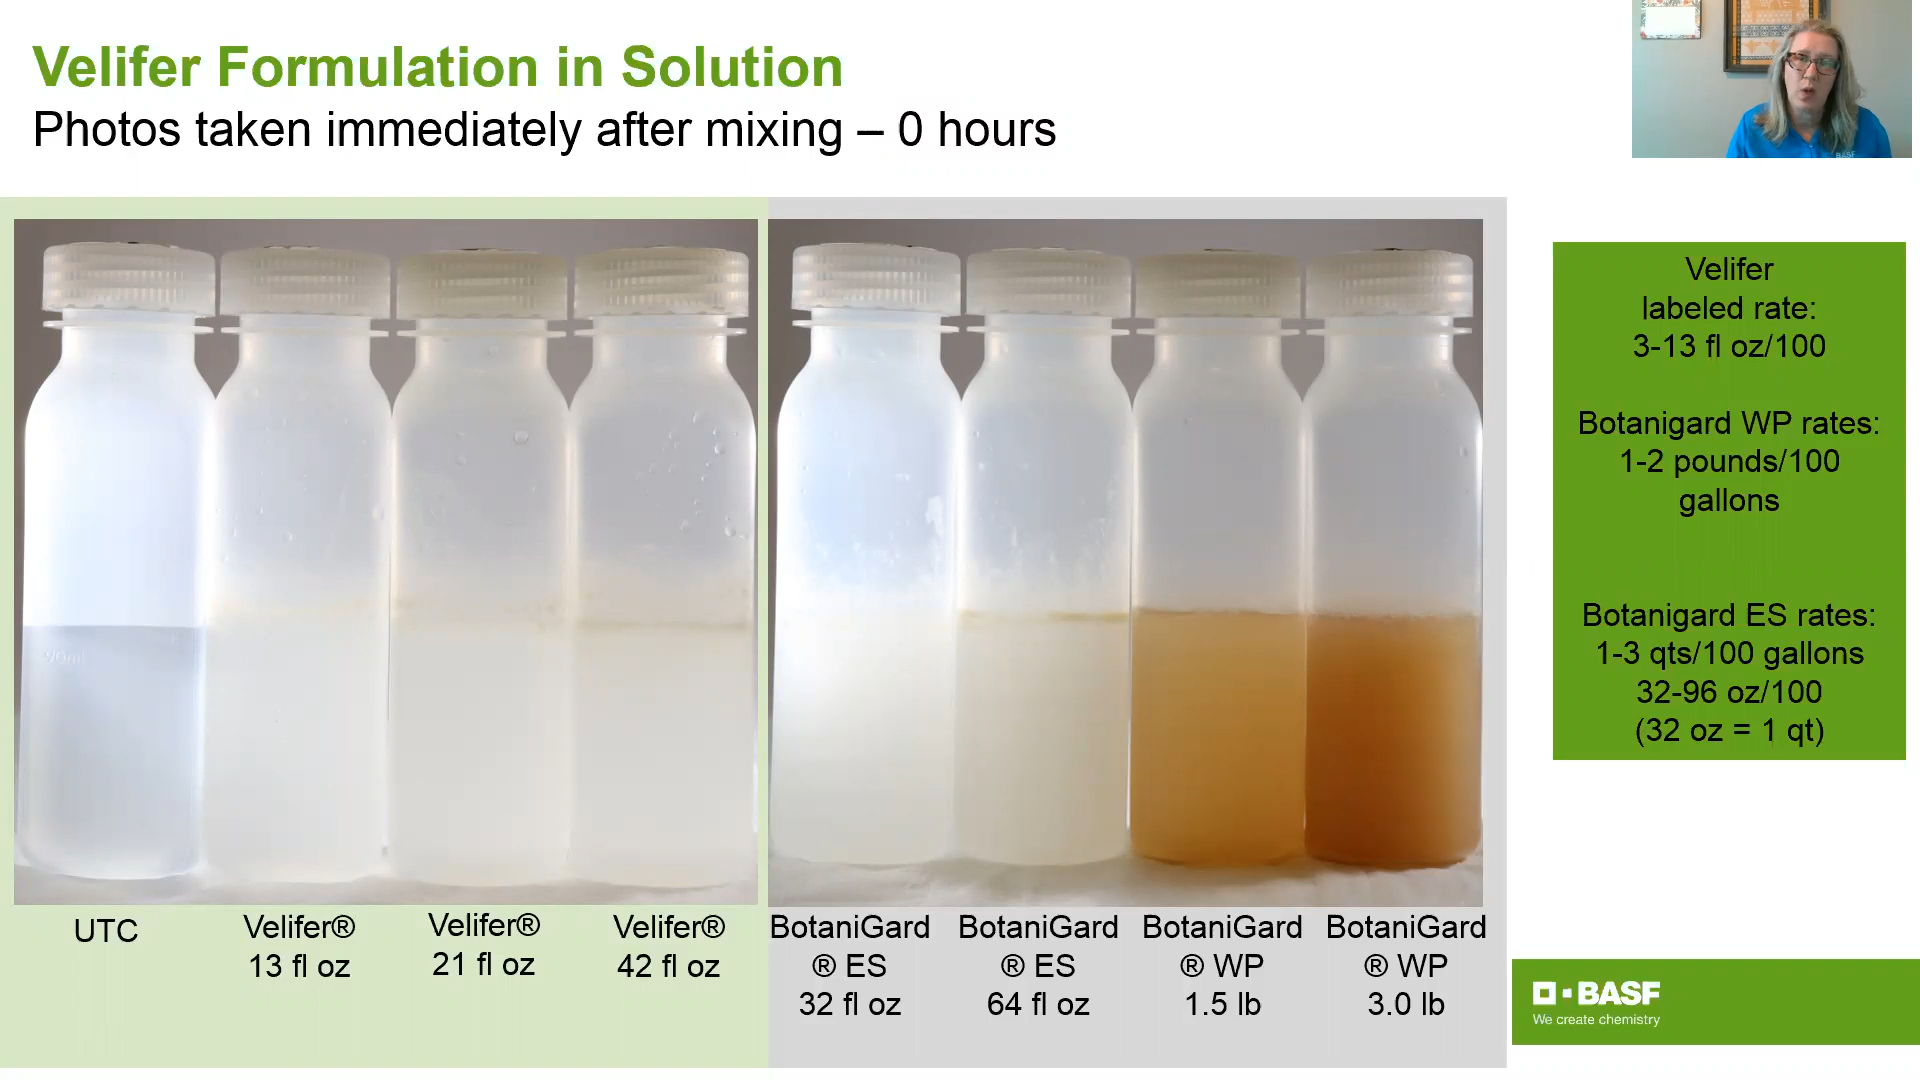 Velifer Formulation in Solution
Photos taken immediately after mixing – 0 hours
BASF
90ml
UTC
Velifer®
13 fl oz
Velifer®
21 fl oz
Velifer®
42 fl oz
BotaniGard
® ES
32 fl oz
BotaniGard
® ES
64 fl oz
BotaniGard
® WP
1.5 lb
BotaniGard
® WP
3.0 lb
Velifer
labeled rate:
3-13 fl oz/100
Botanigard WP rates:
1-2 pounds/100
gallons
Botanigard ES rates:
1-3 qts/100 gallons
32-96 oz/100
(32 oz = 1 qt)
BASF
We create chemistry